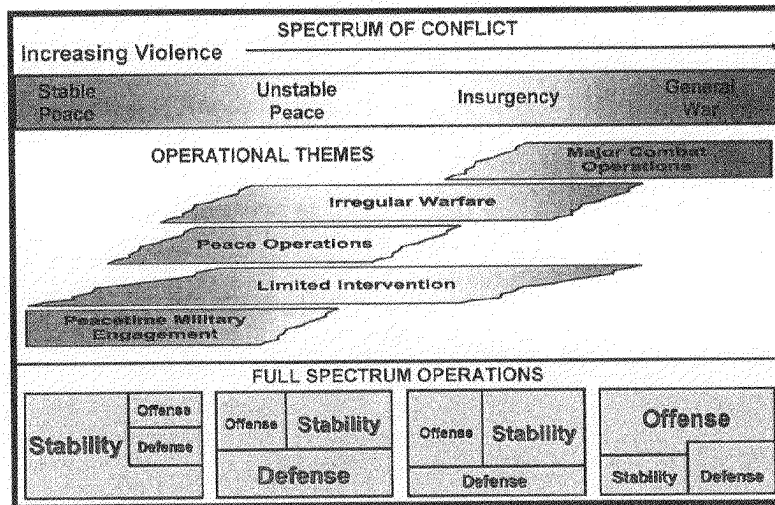 SPECTRUM OF CONFLICT
Increasing Violence
Stable
Peace
Unstable
Peace
Insurgency
General
War
OPERATIONAL THEMES
Major Combat
Operations
Irregular Warfare
Peace Operations
Limited Intervention
Peacetime Military
Engagement
FULL SPECTRUM OPERATIONS
Stability
Offense
Defense
Offense
Stability
Defense
Offense
Stability
Defense
Offense
Stability
Defense